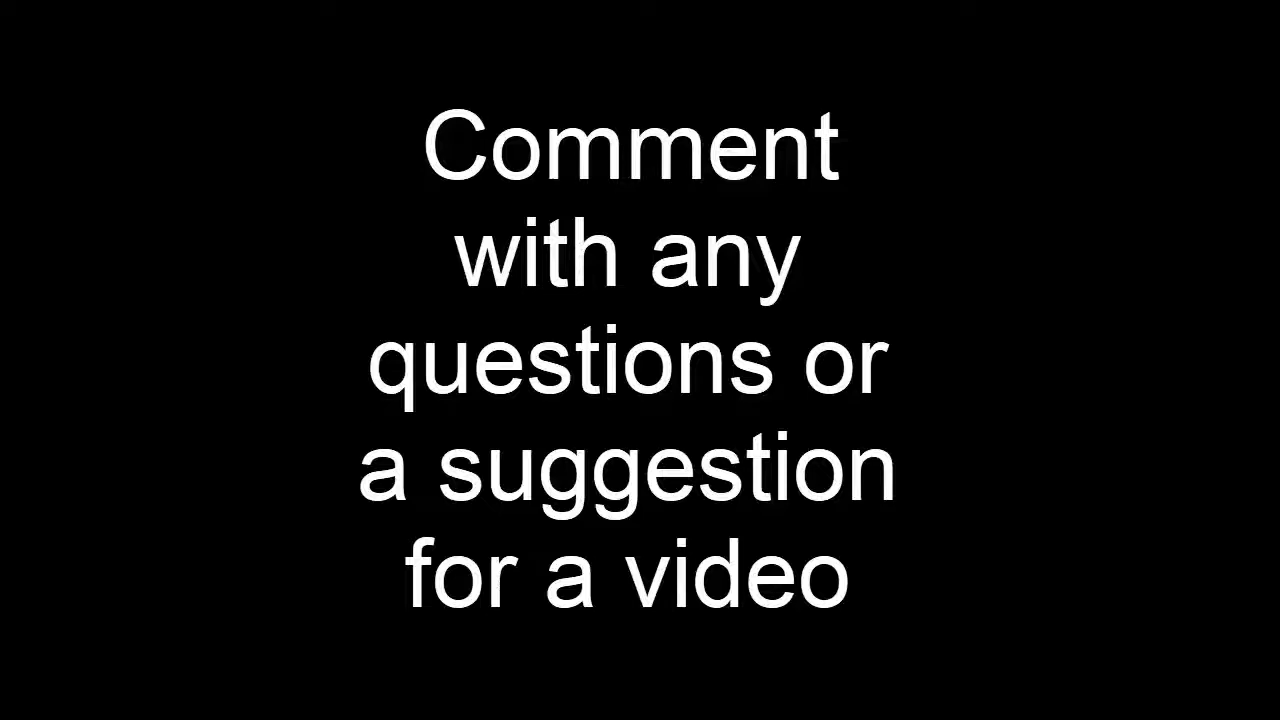 Comment
with any
questions or
a suggestion
for a video